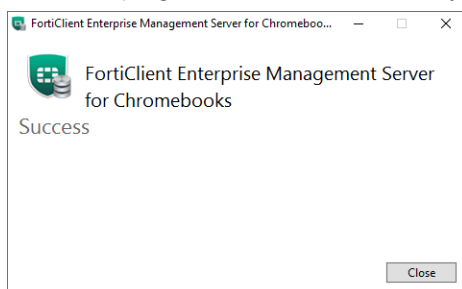 FortiClient Enterprise Management Server for Chromeboo...
FortiClient Enterprise Management Server
for Chromebooks
Success
Close